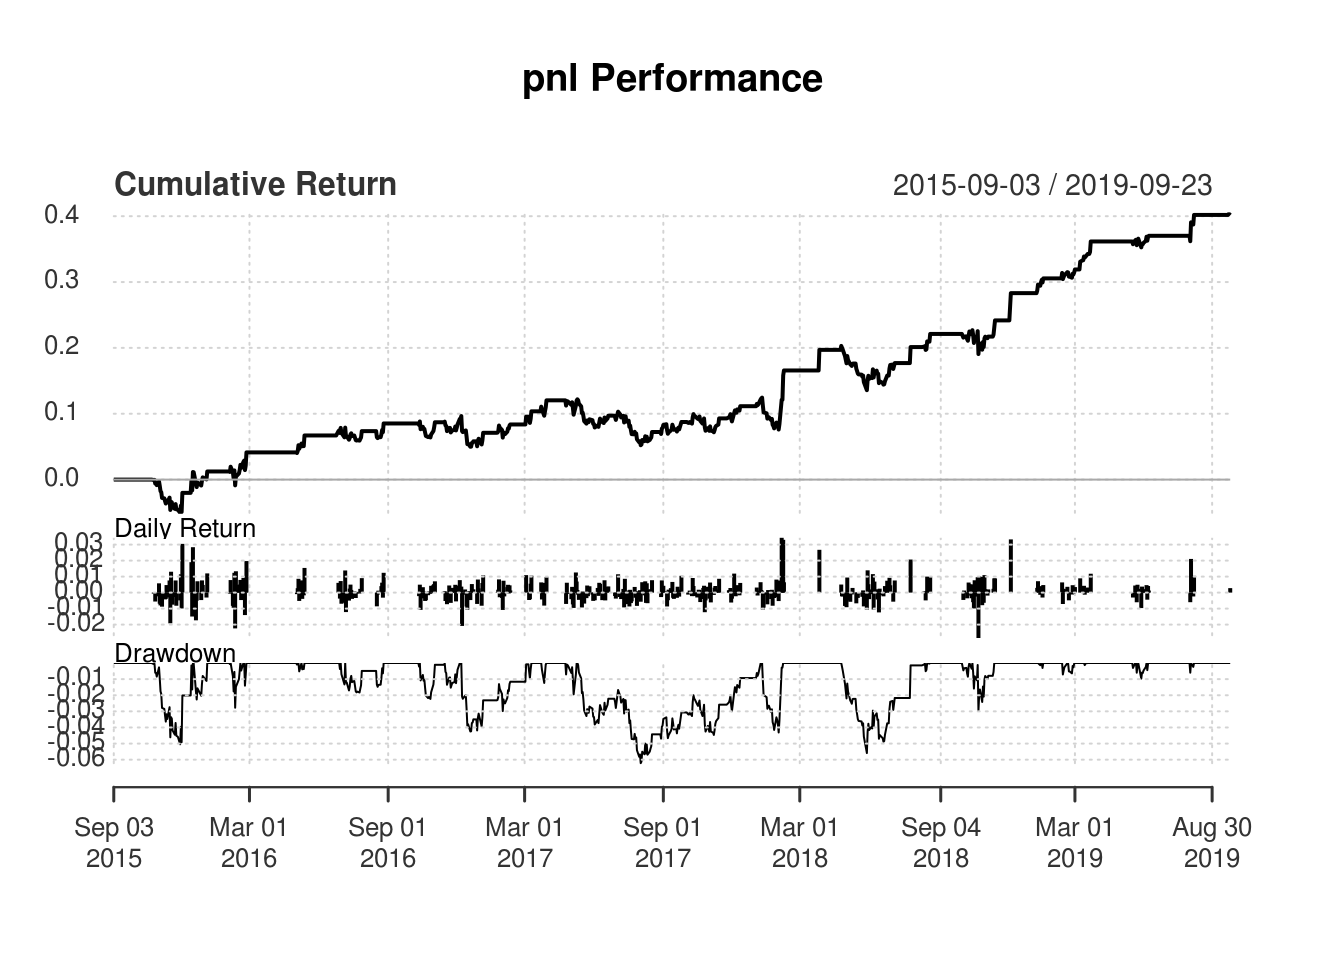 pnl Performance
Cumulative Return
2015-09-03 / 2019-09-23
0.4
0.3
0.2
0.1
0.0
Daily Return
0.03
0.02
0.01
0.00
-0.01
-0.02
Drawdown
-0.01
-0.02
-0.03
-0.04
-0.05
-0.06
Sep 03 Mar 01 Sep 01 Mar 01 Sep 01 Mar 01 Sep 04 Mar 01 Aug 30
2015 2016 2016 2017 2017 2018 2018 2019 2019